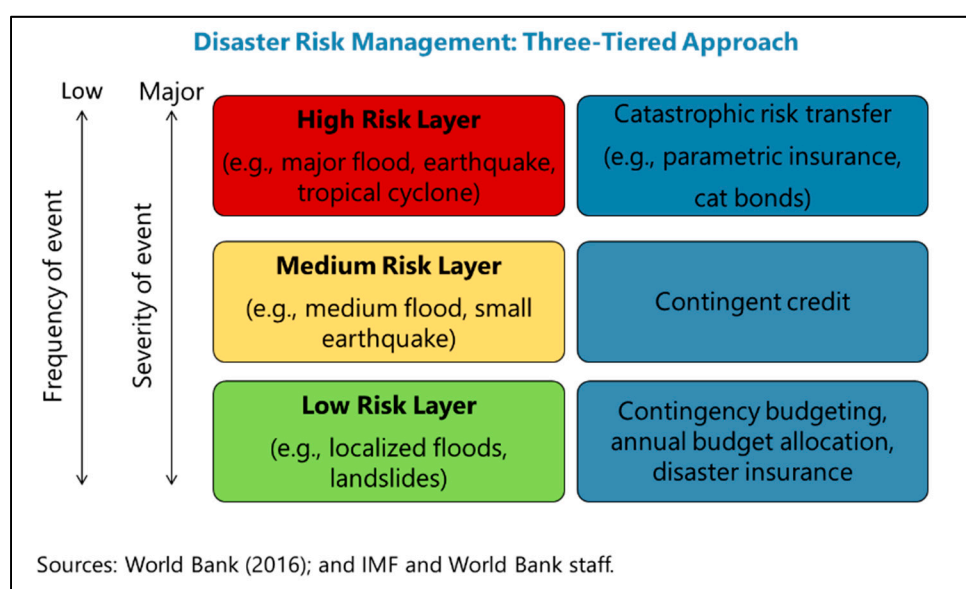 Disaster Risk Management: Three-Tiered Approach
Low
Major
Frequency of event
Severity of event
High Risk Layer
(e.g., major flood, earthquake,
tropical cyclone)
Catastrophic risk transfer
(e.g., parametric insurance,
cat bonds)
Medium Risk Layer
(e.g., medium flood, small
earthquake)
Contingent credit
Low Risk Layer
(e.g., localized floods,
landslides)
Contingency budgeting,
annual budget allocation,
disaster insurance
Sources: World Bank (2016); and IMF and World Bank staff.